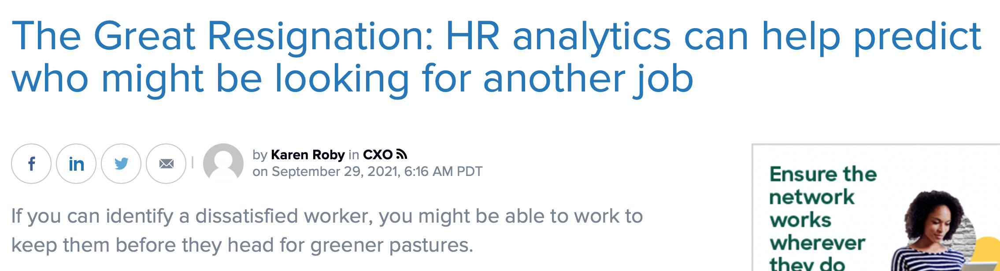 The Great Resignation: HR analytics can help predict
who might be looking for another job
f
in
by Karen Roby in CXO
on September 29, 2021, 6:16 AM PDT
If you can identify a dissatisfied worker, you might be able to work to
keep them before they head for greener pastures.
Ensure the
network
works
wherever
they do